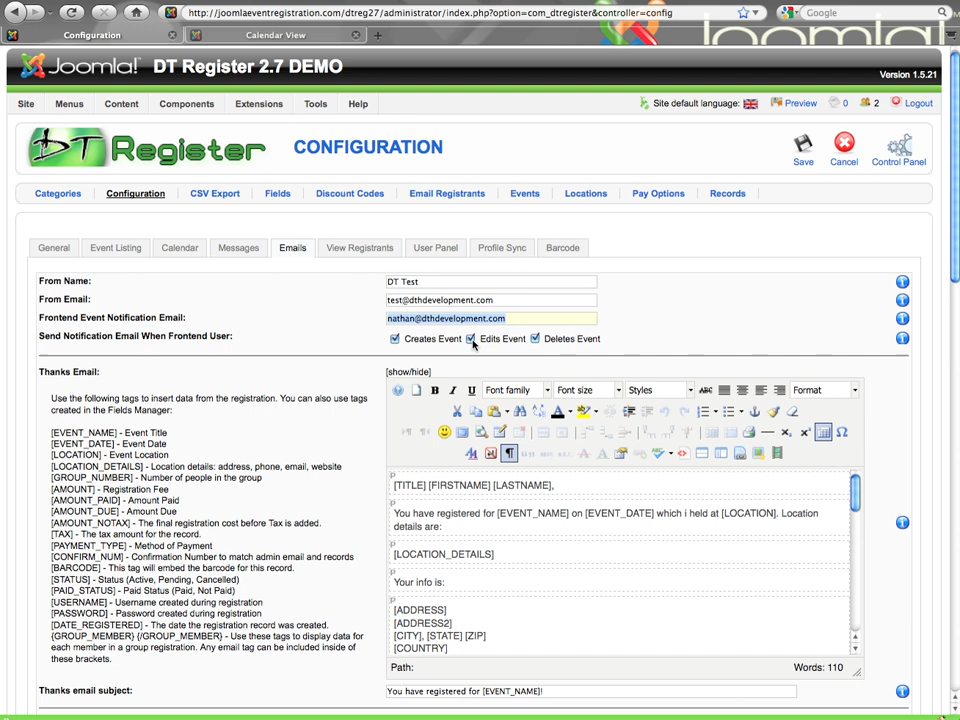 http://joomlaeventregistration.com/dtreg27/administrator/index.php?option=com_dtregister&controller=config
Google
Configuration
Calendar View
Joomla!
Joomla! DT Register 2.7 DEMO
Version 1.5.21
Site Menus Content Components Extensions Tools Help
Site default language: Preview 0 2 Logout
DT Register CONFIGURATION
Save Cancel Control Panel
Categories Configuration CSV Export Fields Discount Codes Email Registrants Events Locations Pay Options Records
General Event Listing Calendar Messages Emails View Registrants User Panel Profile Sync Barcode
From Name: DT Test
From Email: test@dthdevelopment.com
Frontend Event Notification Email: nathan@dthdevelopment.com
Send Notification Email When Frontend User: Creates Event Edits Event Deletes Event
Thanks Email: [show/hide]
Font family Font size Styles ABC Format
Use the following tags to insert data from the registration. You can also use tags
created in the Fields Manager:
[EVENT_NAME] - Event Title
[EVENT_DATE] - Event Date
[LOCATION] - Event Location
[LOCATION_DETAILS] - Location details: address, phone, email, website
[GROUP_NUMBER] - Number of people in the group
[AMOUNT] - Registration Fee
[AMOUNT_PAID] - Amount Paid
[AMOUNT_DUE] - Amount Due
[AMOUNT_NOTAX] - The final registration cost before Tax is added.
[TAX] - The tax amount for the record.
[PAYMENT_TYPE] - Method of Payment
[CONFIRM_NUM] - Confirmation Number to match admin email and records
[BARCODE] - This tag will embed the barcode for this record.
[STATUS] - Status (Active, Pending, Cancelled)
[PAID_STATUS] - Paid Status (Paid, Not Paid)
[USERNAME] - Username created during registration
[PASSWORD] - Password created during registration
[DATE_REGISTERED] - The date the registration record was created.
{GROUP_MEMBER} {/GROUP_MEMBER} - Use these tags to display data for
each member in a group registration. Any email tag can be included inside of
these brackets.
[TITLE] [FIRSTNAME] [LASTNAME],
You have registered for [EVENT_NAME] on [EVENT_DATE] which i held at [LOCATION]. Location
details are:
[LOCATION_DETAILS]
Your info is:
[ADDRESS]
[ADDRESS2]
[CITY], [STATE] [ZIP]
[COUNTRY]
Path: Words: 110
Thanks email subject: You have registered for [EVENT_NAME]!